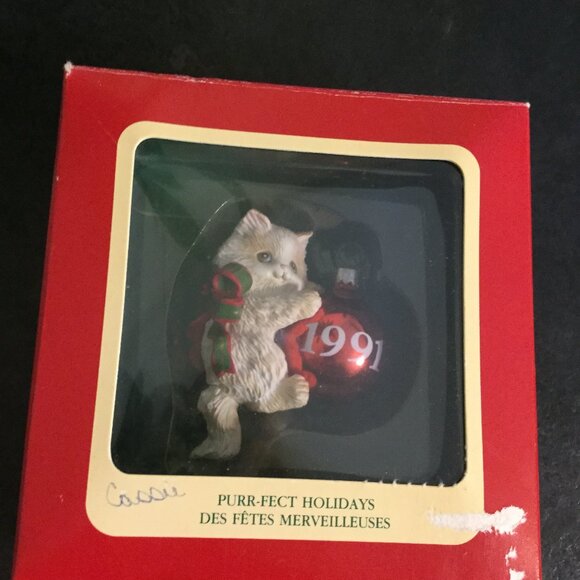 1991
Cassie
PURR-FECT HOLIDAYS
DES FÊTES MERVEILLEUSES